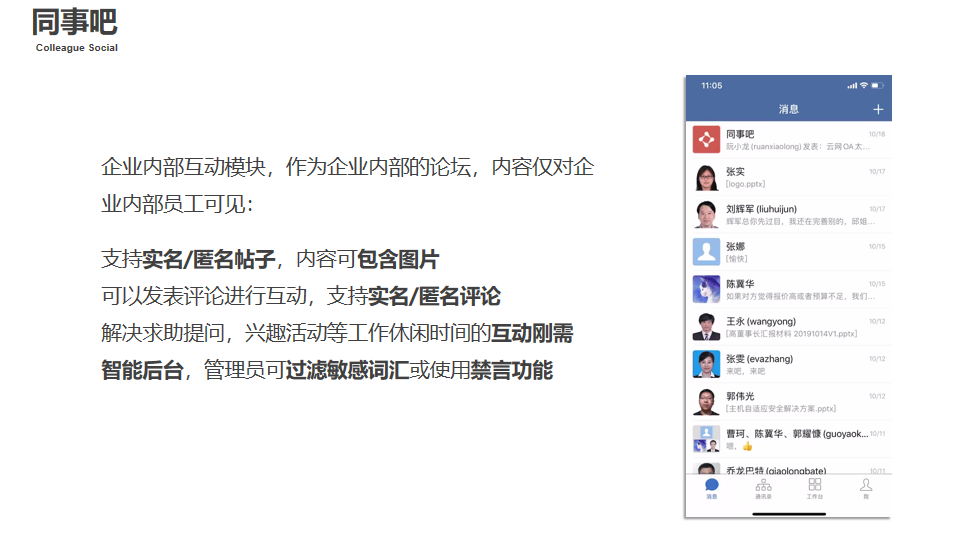 同事吧
Colleague Social
企业内部互动模块，作为企业内部的论坛，内容仅对企
业内部员工可见：
支持实名/匿名帖子，内容可包含图片
可以发表评论进行互动，支持实名/匿名评论
解决求助提问，兴趣活动等工作休闲时间的互动刚需
智能后台，管理员可过滤敏感词汇或使用禁言功能
11:05
消息
同事吧 10/18
阮小龙(ruanxiaolong)发表：云网OA太...
张实 10/17
[logo.pptx]
刘辉军(liuhuijun) 10/17
辉军总你先过目，我还在完善别的，邱姐...
张娜 10/15
[愉快]
陈冀华 10/15
如果对方觉得报价高或者预算不足，我们...
王永(wangyong) 10/12
[高董事长汇报材料 20191014V1.pptx]
张雯(evazhang) 10/12
来吧，来吧
郭伟光 10/12
[主机自适应安全解决方案.pptx]
曹珂、陈冀华、郭耀慷(guoyaok... 10/11
嗯，👍
乔龙巴特(qiaolongbate) 10/11
消息 通讯录 工作台 我